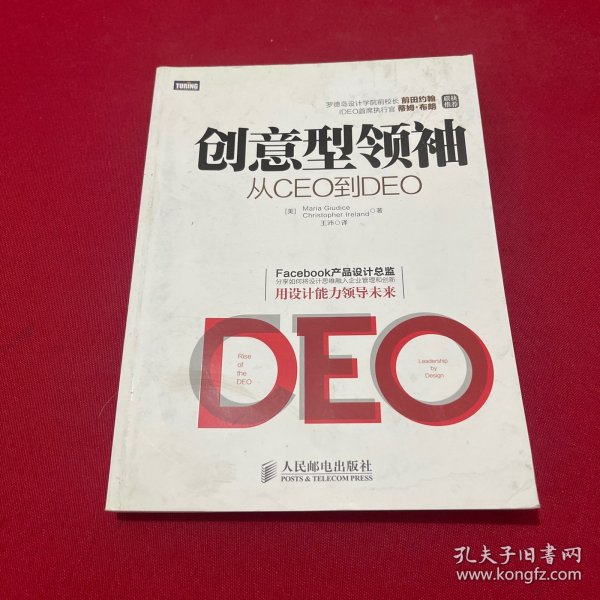 TURING
罗德岛设计学院前校长 前田约翰
IDEO首席执行官 蒂姆·布朗
联袂
推荐
创意型领袖
从CEO到DEO
[美] Maria Giudice
Christopher Ireland ◎著
王沛◎译
Facebook产品设计总监
分享如何将设计思维融入企业管理和创新
用设计能力领导未来
CEO
DEO
Rise
of
the
DEO
Leadership
by
Design
人民邮电出版社
POSTS & TELECOM PRESS
孔夫子旧书网
www.kongfz.com